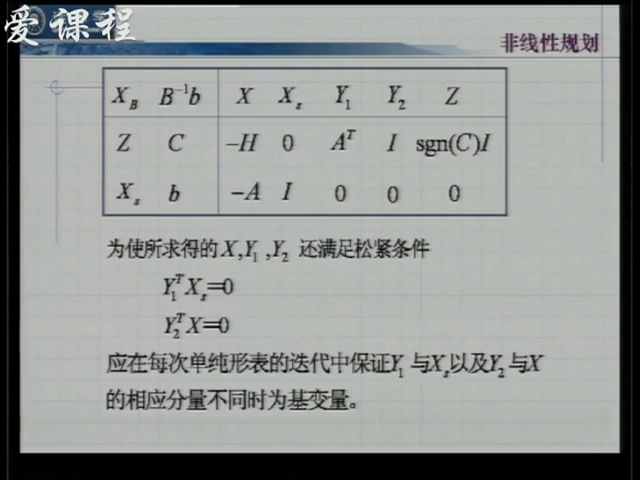 爱课程
非线性规划
X_B B^{-1}b X X_s Y_1 Y_2 Z
Z C -H 0 A^T I sgn(C)I
X_s b -A I 0 0 0
为使所求得的 X,Y_1 ,Y_2 还满足松紧条件
Y_1^T X_s=0
Y_2^T X=0
应在每次单纯形表的迭代中保证Y_1 与X_s以及Y_2 与X
的相应分量不同时为基变量。